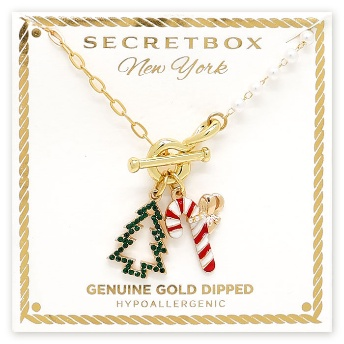 SECRETBOX
New York
GENUINE GOLD DIPPED
HYPOALLERGENIC